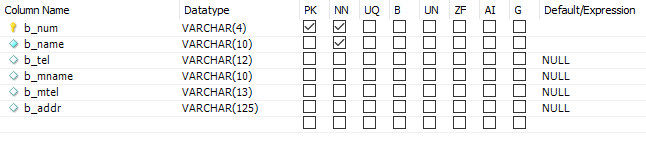 Column Name Datatype PK NN UQ B UN ZF AI G Default/Expression
b_num VARCHAR(4)
b_name VARCHAR(10)
b_tel VARCHAR(12) NULL
b_mname VARCHAR(10) NULL
b_mtel VARCHAR(13) NULL
b_addr VARCHAR(125) NULL